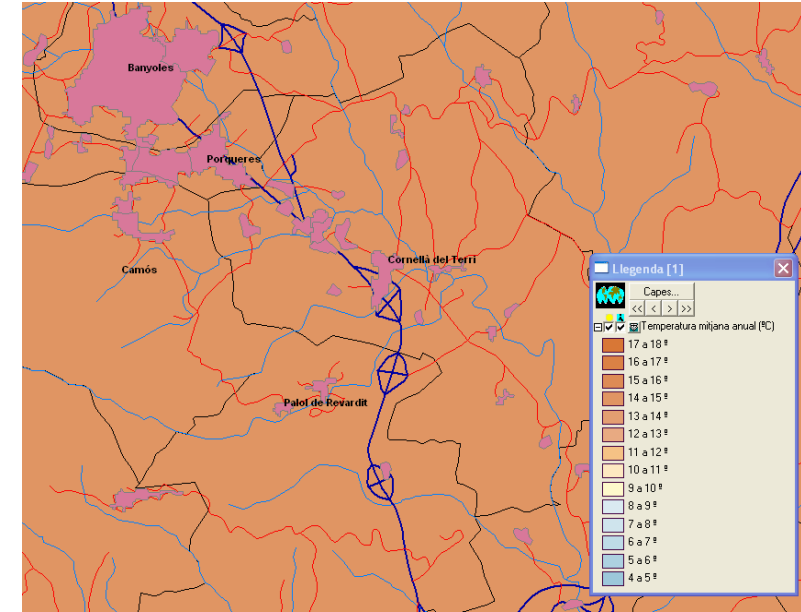 Banyoles
Porqueres
Camós
Cornellà del Terri
Palol de Revardit
Llegenda [1]
Capes...
<< < > >>
Temperatura mitjana anual (ºC)
17 a 18 º
16 a 17 º
15 a 16 º
14 a 15 º
13 a 14 º
12 a 13 º
11 a 12 º
10 a 11 º
9 a 10 º
8 a 9 º
7 a 8 º
6 a 7 º
5 a 6 º
4 a 5 º